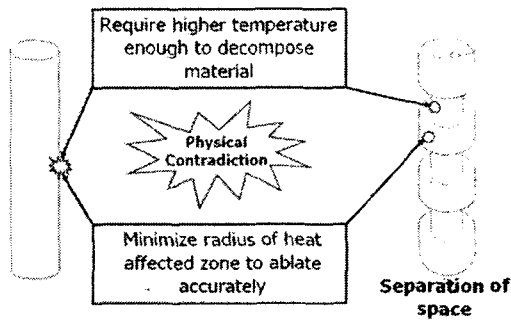 Require higher temperature
enough to decompose
material
Physical
Contradiction
Minimize radius of heat
affected zone to ablate
accurately
Separation of
space